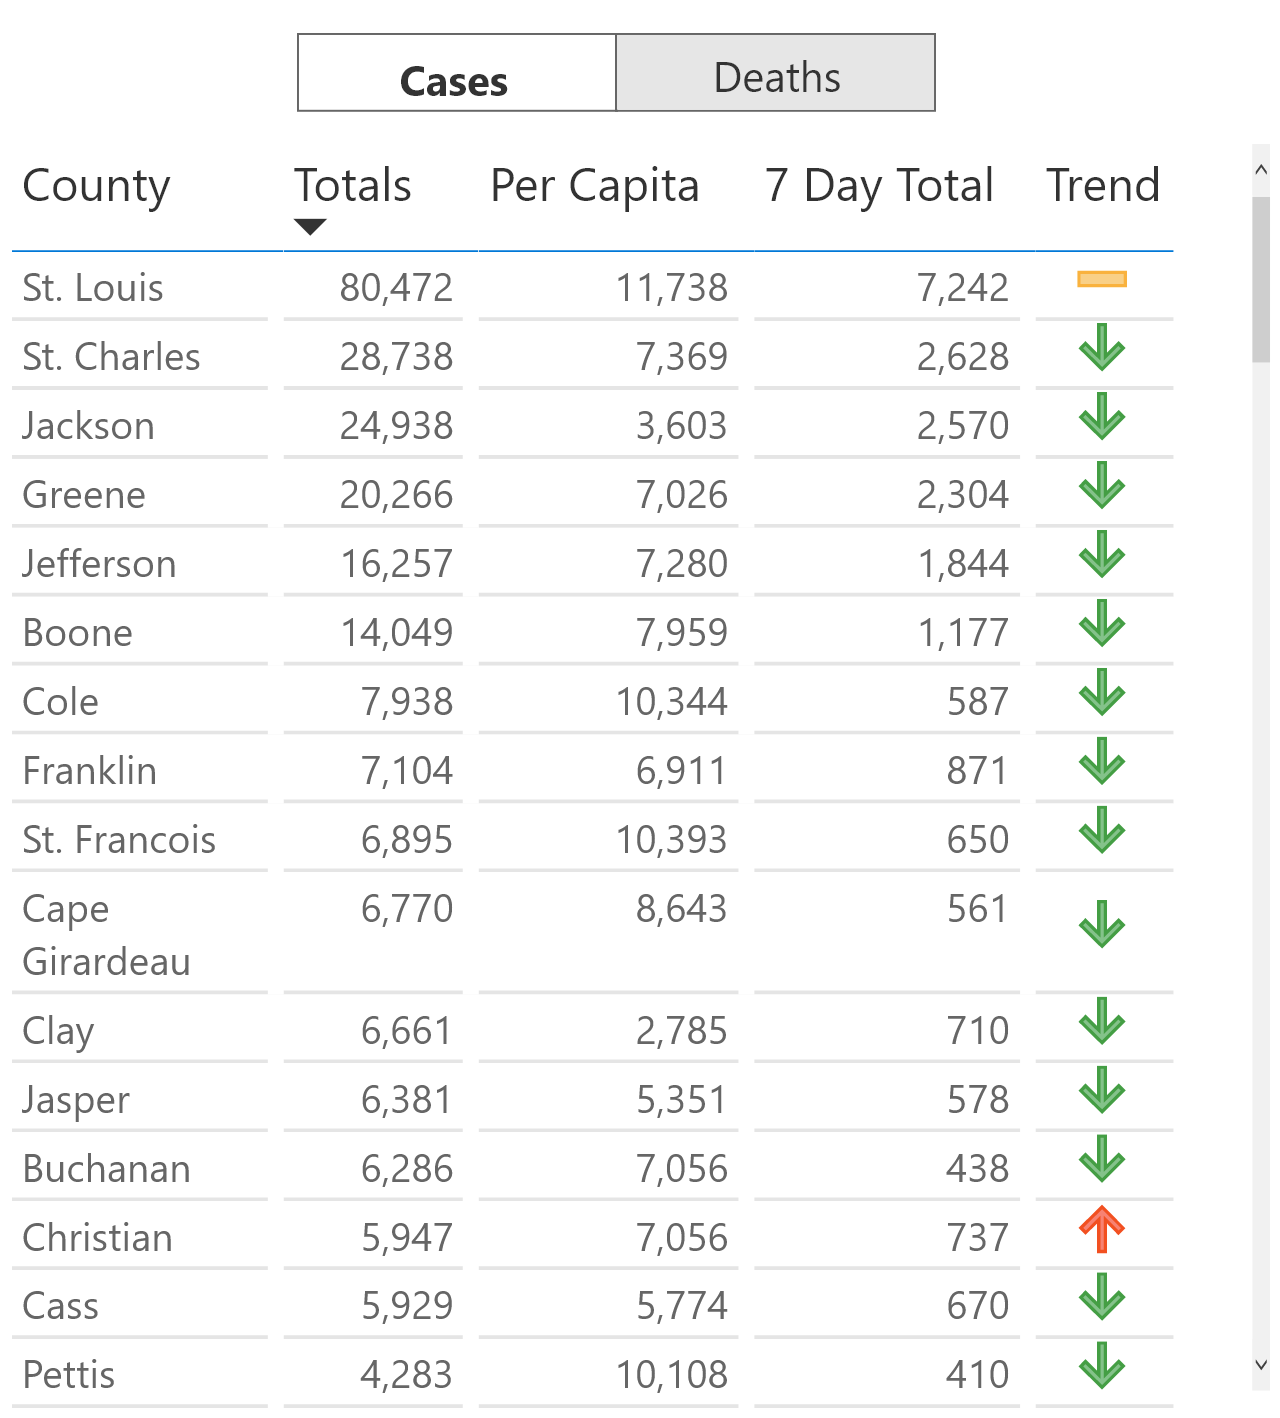 Cases Deaths
County Totals Per Capita 7 Day Total Trend
St. Louis 80,472 11,738 7,242
St. Charles 28,738 7,369 2,628
Jackson 24,938 3,603 2,570
Greene 20,266 7,026 2,304
Jefferson 16,257 7,280 1,844
Boone 14,049 7,959 1,177
Cole 7,938 10,344 587
Franklin 7,104 6,911 871
St. Francois 6,895 10,393 650
Cape 6,770 8,643 561
Girardeau
Clay 6,661 2,785 710
Jasper 6,381 5,351 578
Buchanan 6,286 7,056 438
Christian 5,947 7,056 737
Cass 5,929 5,774 670
Pettis 4,283 10,108 410